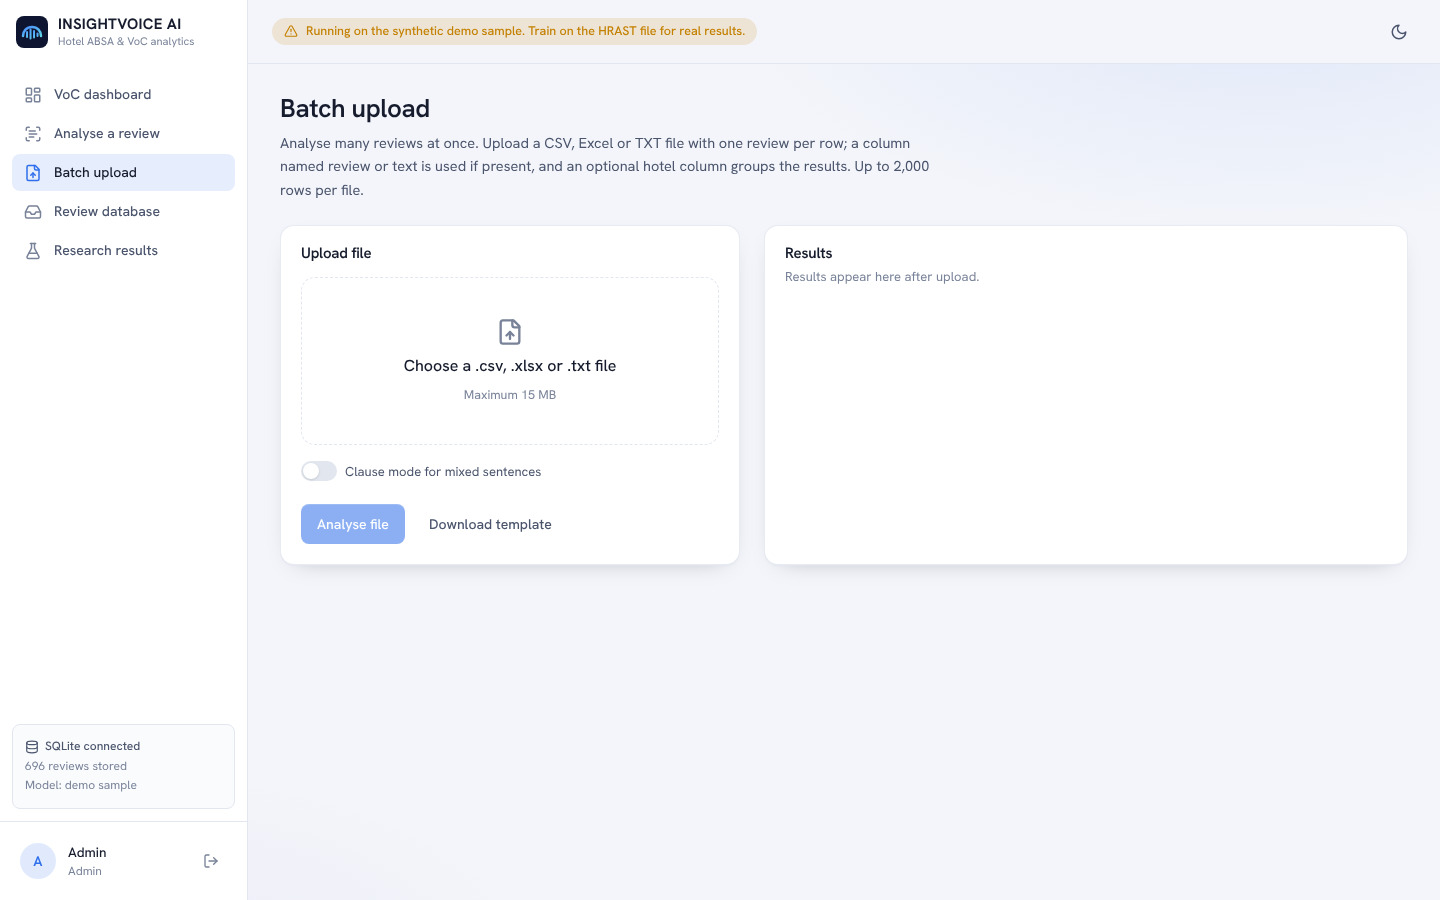 INSIGHTVOICE AI
Hotel ABSA & VoC analytics
VoC dashboard
Analyse a review
Batch upload
Review database
Research results
SQLite connected
696 reviews stored
Model: demo sample
A
Admin
Admin
Running on the synthetic demo sample. Train on the HRAST file for real results.
Batch upload
Analyse many reviews at once. Upload a CSV, Excel or TXT file with one review per row; a column
named review or text is used if present, and an optional hotel column groups the results. Up to 2,000
rows per file.
Upload file
Choose a .csv, .xlsx or .txt file
Maximum 15 MB
Clause mode for mixed sentences
Analyse file
Download template
Results
Results appear here after upload.